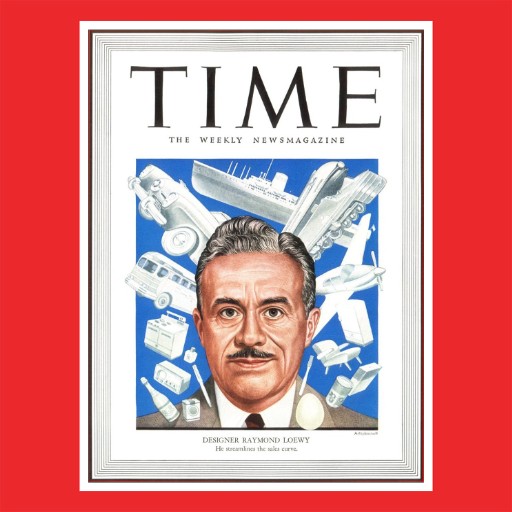 TIME
THE WEEKLY NEWSMAGAZINE
DESIGNER RAYMOND LOEWY
He streamlines the sales curve.